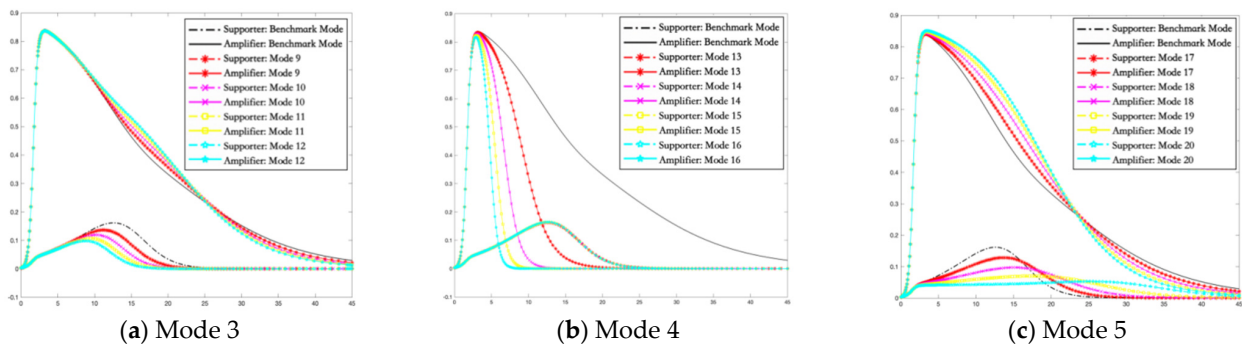 0.9
0.8
0.7
0.6
0.5
0.4
0.3
0.2
0.1
0
-0.1
0 5 10 15 20 25 30 35 40 45
Supporter: Benchmark Mode
Amplifier: Benchmark Mode
Supporter: Mode 9
Amplifier: Mode 9
Supporter: Mode 10
Amplifier: Mode 10
Supporter: Mode 11
Amplifier: Mode 11
Supporter: Mode 12
Amplifier: Mode 12
(a) Mode 3
0.9
0.8
0.7
0.6
0.5
0.4
0.3
0.2
0.1
0
-0.1
0 5 10 15 20 25 30 35 40 45
Supporter: Benchmark Mode
Amplifier: Benchmark Mode
Supporter: Mode 13
Amplifier: Mode 13
Supporter: Mode 14
Amplifier: Mode 14
Supporter: Mode 15
Amplifier: Mode 15
Supporter: Mode 16
Amplifier: Mode 16
(b) Mode 4
0.9
0.8
0.7
0.6
0.5
0.4
0.3
0.2
0.1
0
-0.1
0 5 10 15 20 25 30 35 40 45
Supporter: Benchmark Mode
Amplifier: Benchmark Mode
Supporter: Mode 17
Amplifier: Mode 17
Supporter: Mode 18
Amplifier: Mode 18
Supporter: Mode 19
Amplifier: Mode 19
Supporter: Mode 20
Amplifier: Mode 20
(c) Mode 5